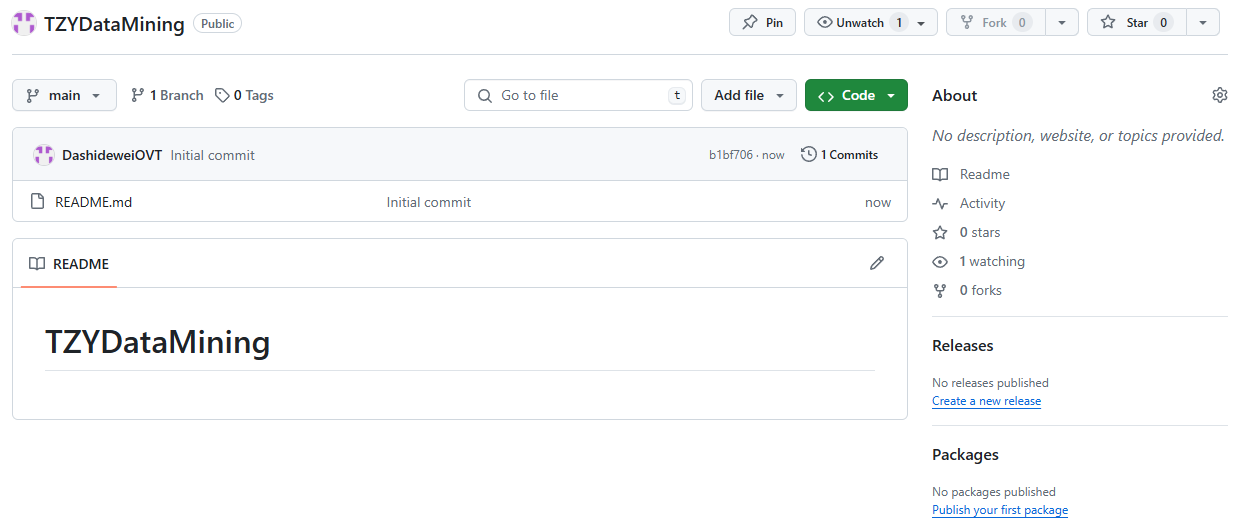 TZYDataMining Public Pin Unwatch 1 Fork 0 Star 0
main 1 Branch 0 Tags Go to file t Add file Code
DashideweiOVT Initial commit b1bf706 · now 1 Commits
README.md Initial commit now
README
TZYDataMining
About
No description, website, or topics provided.
Readme
Activity
0 stars
1 watching
0 forks
Releases
No releases published
Create a new release
Packages
No packages published
Publish your first package